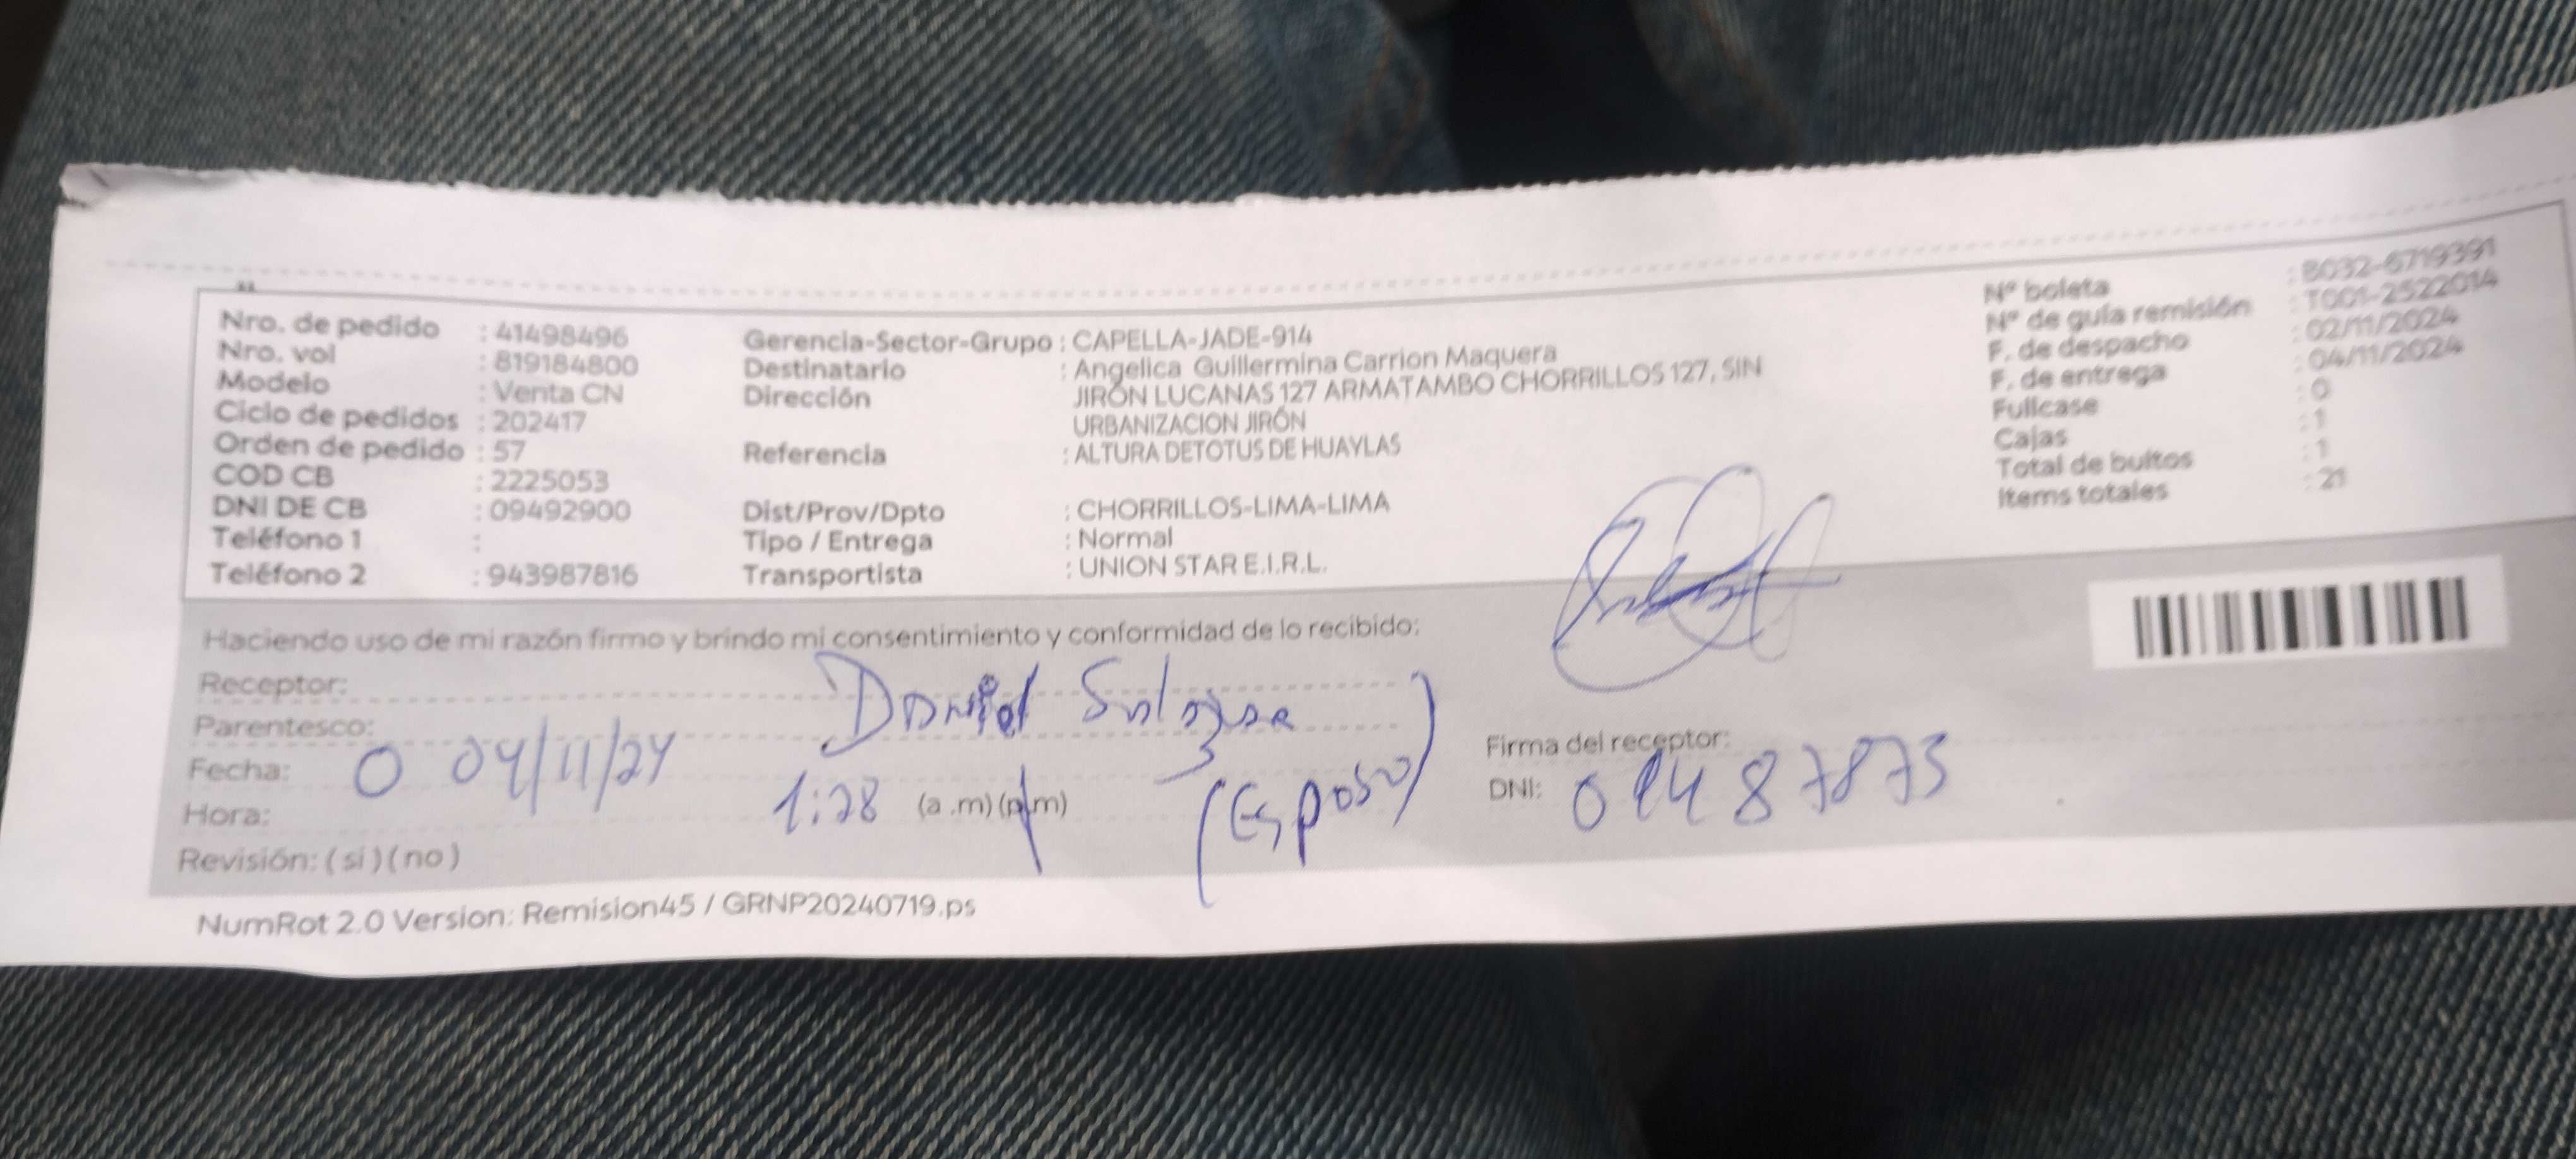 Nro. de pedido : 41498496
Nro. vol : 819184800
Modelo : Venta CN
Ciclo de pedidos : 202417
Orden de pedido : 57
COD CB : 2225053
DNI DE CB : 09492900
Teléfono 1 :
Teléfono 2 : 943987816
Gerencia-Sector-Grupo : CAPELLA-JADE-914
Destinatario : Angelica Guillermina Carrion Maquera
Dirección JIRÓN LUCANAS 127 ARMATAMBO CHORRILLOS 127, SIN
URBANIZACION JIRÓN
Referencia : ALTURA DETOTUS DE HUAYLAS
Dist/Prov/Dpto : CHORRILLOS-LIMA-LIMA
Tipo / Entrega : Normal
Transportista : UNION STAR E.I.R.L.
Nº boleta : B032-6719391
Nº de guía remisión : T001-2522014
F. de despacho : 02/11/2024
F. de entrega : 04/11/2024
Fullcase : 0
Cajas : 1
Total de bultos : 1
Items totales : 21
Haciendo uso de mi razón firmo y brindo mi consentimiento y conformidad de lo recibido:
Receptor: Daniel
Parentesco: (Esposo)
Fecha: 04/11/24
Hora: 1:28 (a .m) (p.m)
Revisión: ( si ) ( no )
Firma del receptor:
DNI:
NumRot 2.0 Version: Remision45 / GRNP20240719.ps